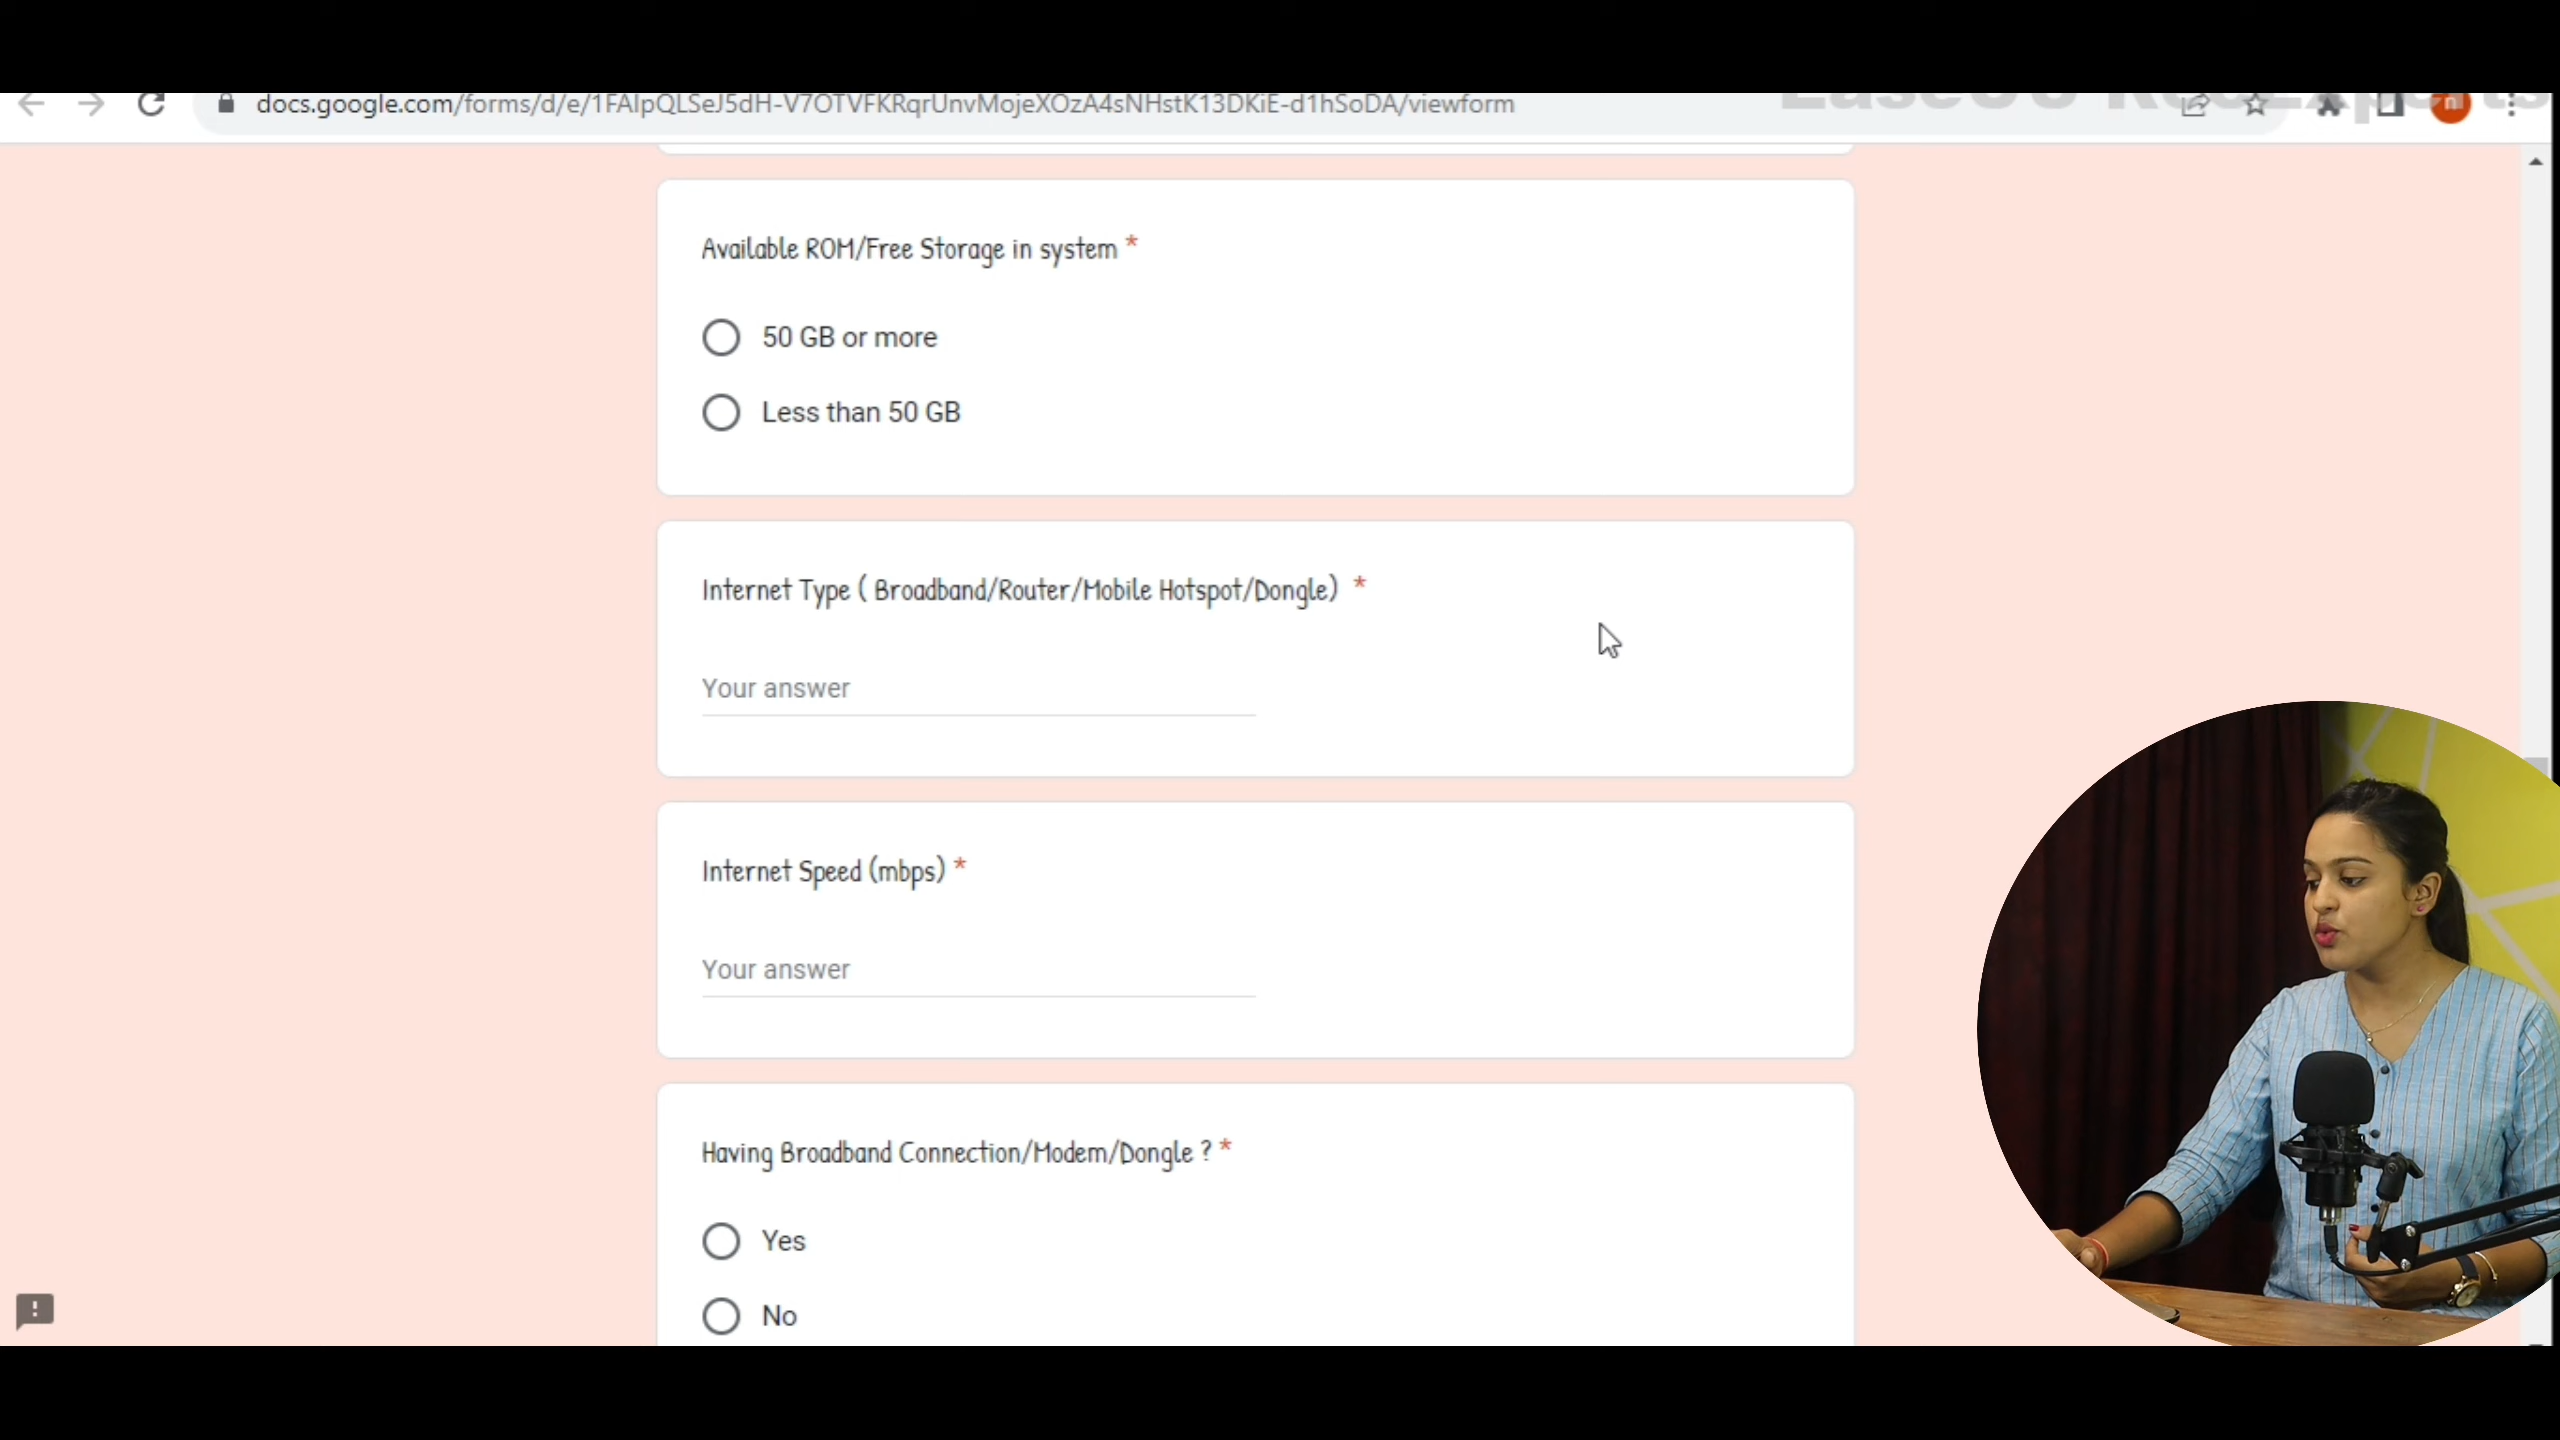 docs.google.com/forms/d/e/1FAIpQLSeJ5dH-V7OTVFKRqrUnvMojeXOzA4sNHstK13DKiE-d1hSoDA/viewform
n
Available ROM/Free Storage in system *
50 GB or more
Less than 50 GB
Internet Type ( Broadband/Router/Mobile Hotspot/Dongle) *
Your answer
Internet Speed (mbps) *
Your answer
Having Broadband Connection/Modem/Dongle ? *
Yes
No